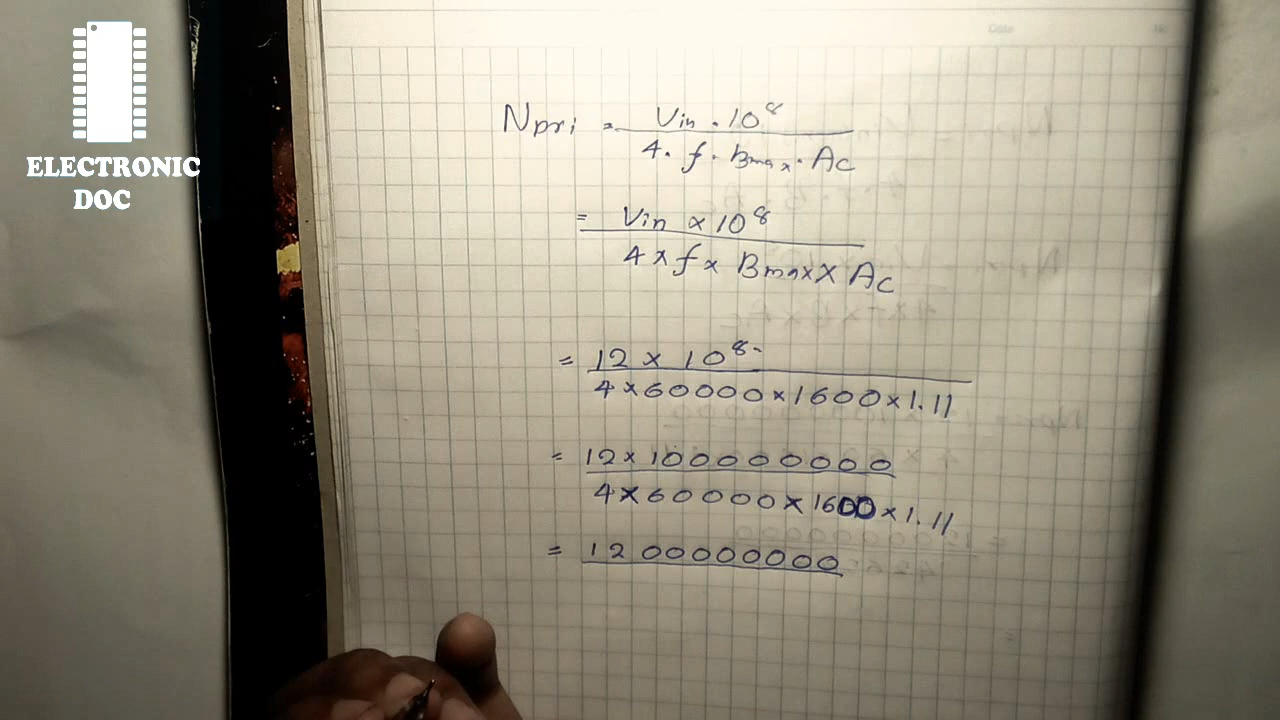 ELECTRONIC
DOC
Date
Npri = Vin · 10⁸
4 · f · Bmax · Ac
= Vin × 10⁸
4 × f × Bmax × Ac
= 12 × 10⁸
4 × 60000 × 1600 × 1.11
= 12 × 100000000
4 × 60000 × 1600 × 1.11
= 1200000000